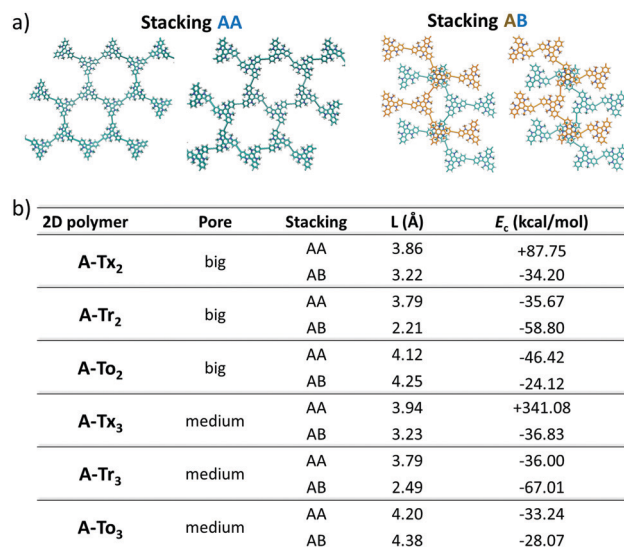 a) Stacking AA Stacking AB
b) 2D polymer Pore Stacking L (Å) Ec (kcal/mol)
A-Tx2 big AA 3.86 +87.75
AB 3.22 -34.20
A-Tr2 big AA 3.79 -35.67
AB 2.21 -58.80
A-To2 big AA 4.12 -46.42
AB 4.25 -24.12
A-Tx3 medium AA 3.94 +341.08
AB 3.23 -36.83
A-Tr3 medium AA 3.79 -36.00
AB 2.49 -67.01
A-To3 medium AA 4.20 -33.24
AB 4.38 -28.07